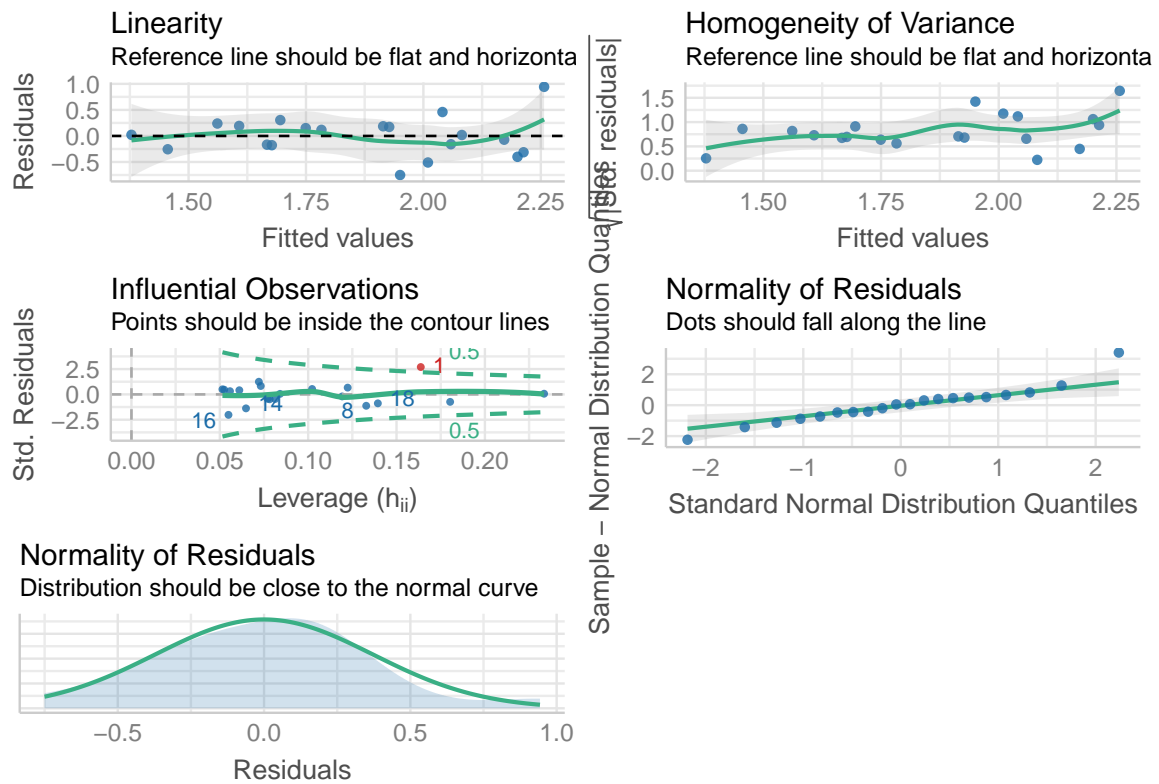 Linearity
Reference line should be flat and horizonta
Residuals
1.0
0.5
0.0
−0.5
1.50
1.75
2.00
2.25
Fitted values
Homogeneity of Variance
Reference line should be flat and horizonta
√|Std. residuals|
1.5
1.0
0.5
0.0
1.50
1.75
2.00
2.25
Fitted values
Influential Observations
Points should be inside the contour lines
Std. Residuals
2.5
0.0
−2.5
0.5
1
16
14
8
18
0.5
0.00
0.05
0.10
0.15
0.20
Leverage (hii)
Normality of Residuals
Dots should fall along the line
Sample − Normal Distribution Quantiles
2
0
−2
−2
−1
0
1
2
Standard Normal Distribution Quantiles
Normality of Residuals
Distribution should be close to the normal curve
−0.5
0.0
0.5
1.0
Residuals